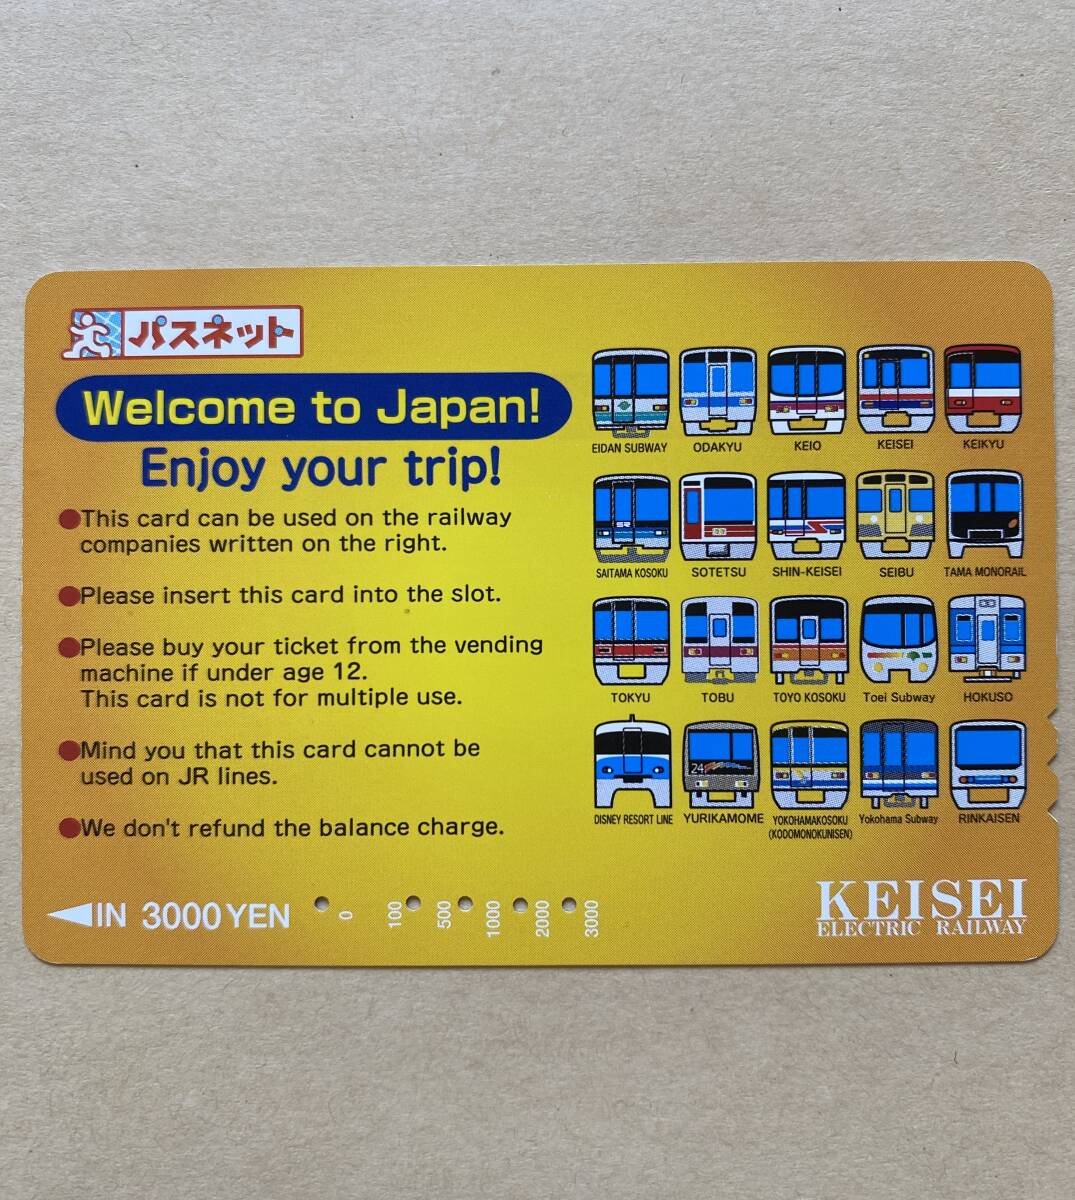 パスネット
Welcome to Japan!
Enjoy your trip!
●This card can be used on the railway
companies written on the right.
●Please insert this card into the slot.
●Please buy your ticket from the vending
machine if under age 12.
This card is not for multiple use.
●Mind you that this card cannot be
used on JR lines.
●We don't refund the balance charge.
EIDAN SUBWAY ODAKYU KEIO KEISEI KEIKYU
SR
SAITAMA KOSOKU SOTETSU SHIN-KEISEI SEIBU TAMA MONORAIL
TOKYU TOBU TOYO KOSOKU Toei Subway HOKUSO
24
DISNEY RESORT LINE YURIKAMOME YOKOHAMAKOSOKU Yokohama Subway RINKAISEN
(KODOMONOKUNISEN)
IN 3000 YEN 0 100 500 1000 2000 3000
KEISEI
ELECTRIC RAILWAY